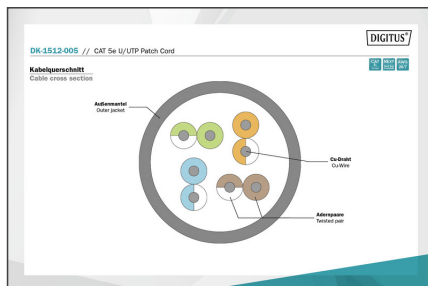 DIGITUS®
DK-1512-005 // CAT 5e U/UTP Patch Cord
Kabelquerschnitt
Cable cross section
Außenmantel
Outer jacket
Cu-Draht
Cu-Wire
Adernpaare
Twisted pair